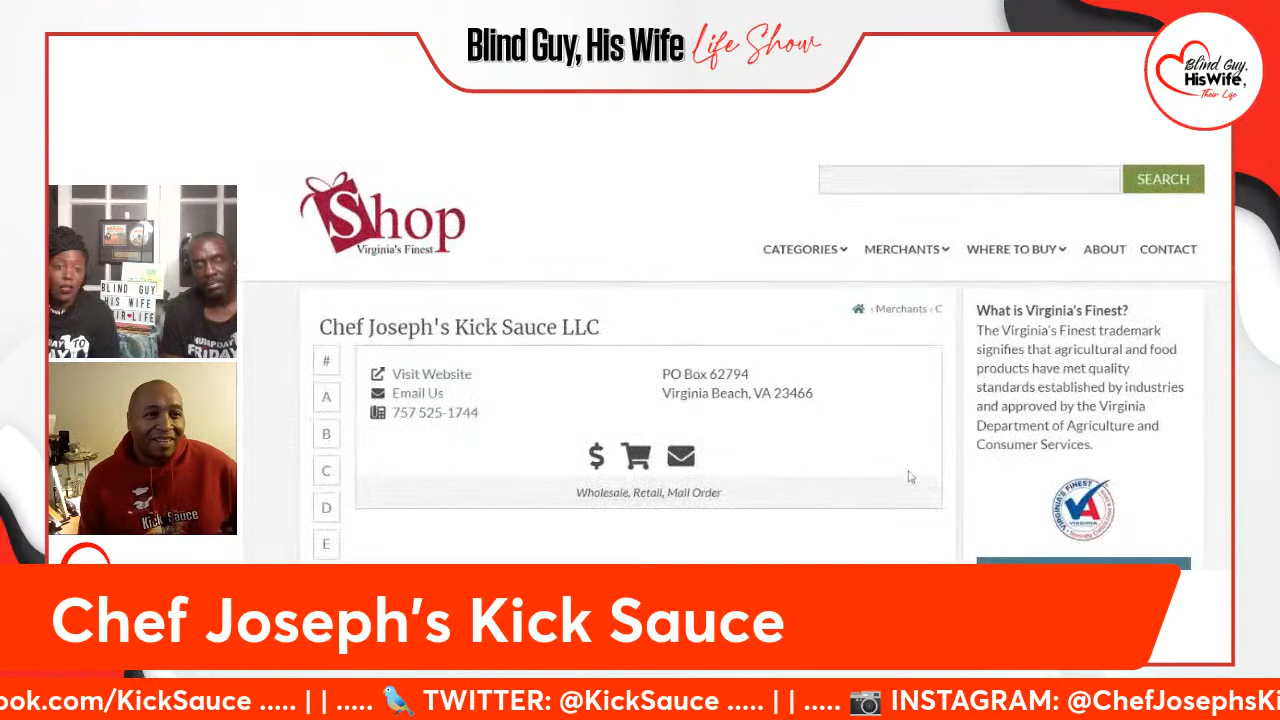 Blind Guy, His Wife Life Show
Blind Guy,
His Wife,
Their Life
Shop
Virginia's Finest
SEARCH
CATEGORIES MERCHANTS WHERE TO BUY ABOUT CONTACT
BLIND GUY
HIS WIFE
LIFE
FRIDAY
Kick Sauce
Chef Joseph's Kick Sauce LLC
› Merchants › C
#
A
B
C
D
E
Visit Website
Email Us
757 525-1744
PO Box 62794
Virginia Beach, VA 23466
$
Wholesale, Retail, Mail Order
What is Virginia's Finest?
The Virginia's Finest trademark
signifies that agricultural and food
products have met quality
standards established by industries
and approved by the Virginia
Department of Agriculture and
Consumer Services.
VIRGINIA'S FINEST
VIRGINIA
Chef Joseph's Kick Sauce
ook.com/KickSauce ..... | | ..... 🐦 TWITTER: @KickSauce ..... | | ..... 📷 INSTAGRAM: @ChefJosephsKi